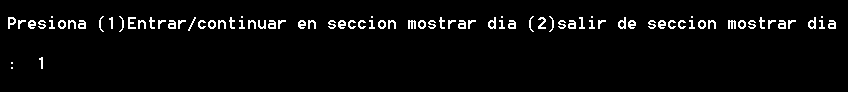 Presiona (1)Entrar/continuar en seccion mostrar dia (2)salir de seccion mostrar dia
:  1